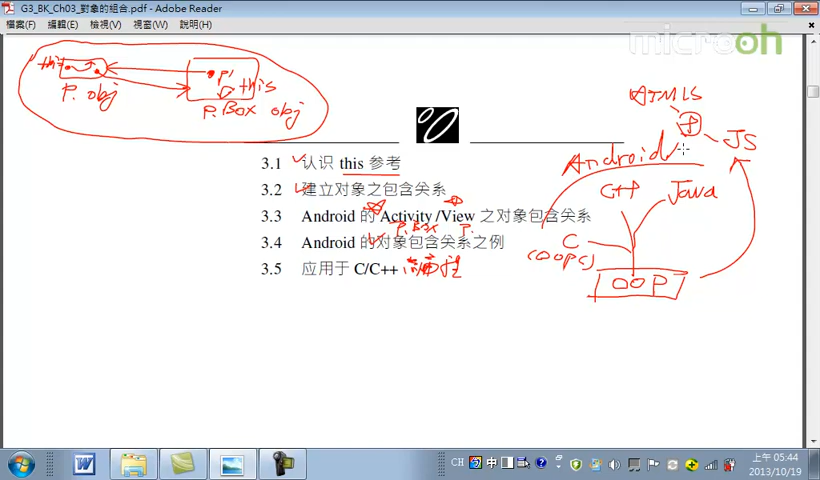 G3_BK_Ch03_對象的組合.pdf - Adobe Reader
檔案(F) 編輯(E) 檢視(V) 視窗(W) 說明(H)
microoh
this
p1
this
P. obj
P. Box obj
HTML5
JS
Android
C++
Java
C
(OOPC)
OOP
3.1 认识 this 参考
3.2 建立对象之包含关系
3.3 Android 的 Activity /View 之对象包含关系
P. Box P.
3.4 Android 的对象包含关系之例
3.5 应用于 C/C++
CH 中
上午 05:44
2013/10/19